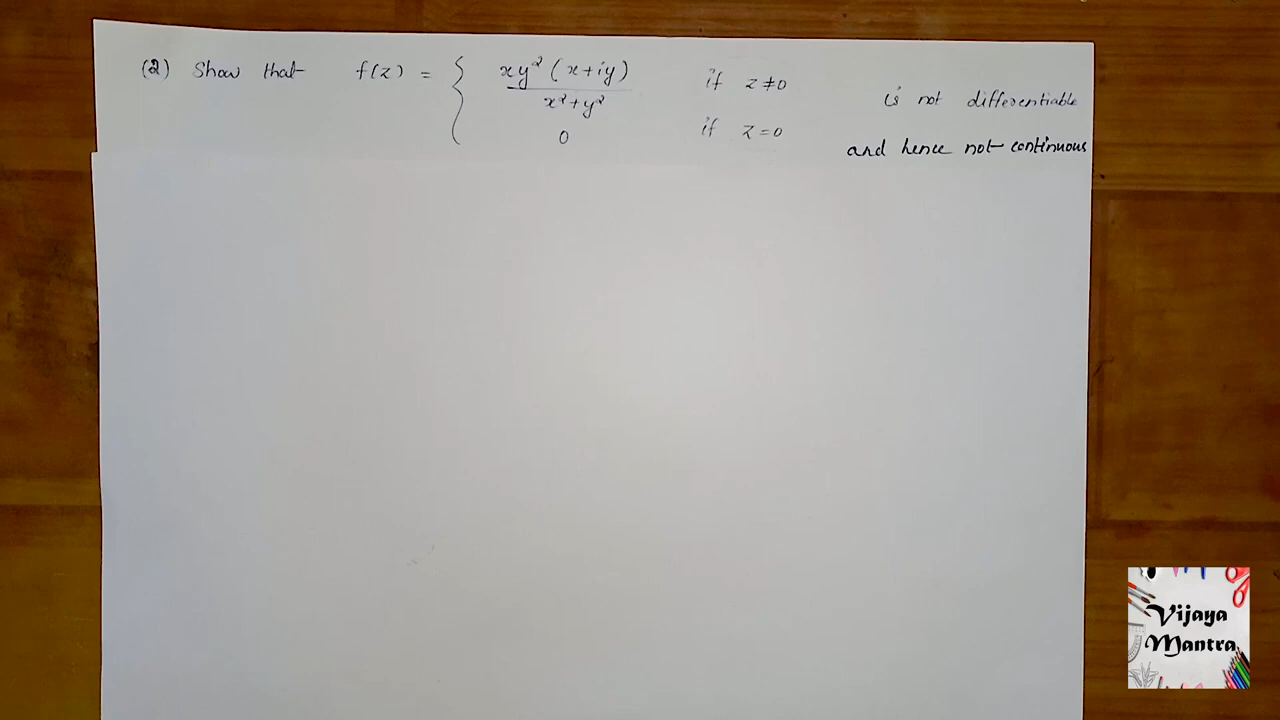 (2) Show that f(z) = { xy² (x+iy) / x²+y² if z≠0
0 if z=0
is not differentiable
and hence not continuous
Vijaya
Mantra